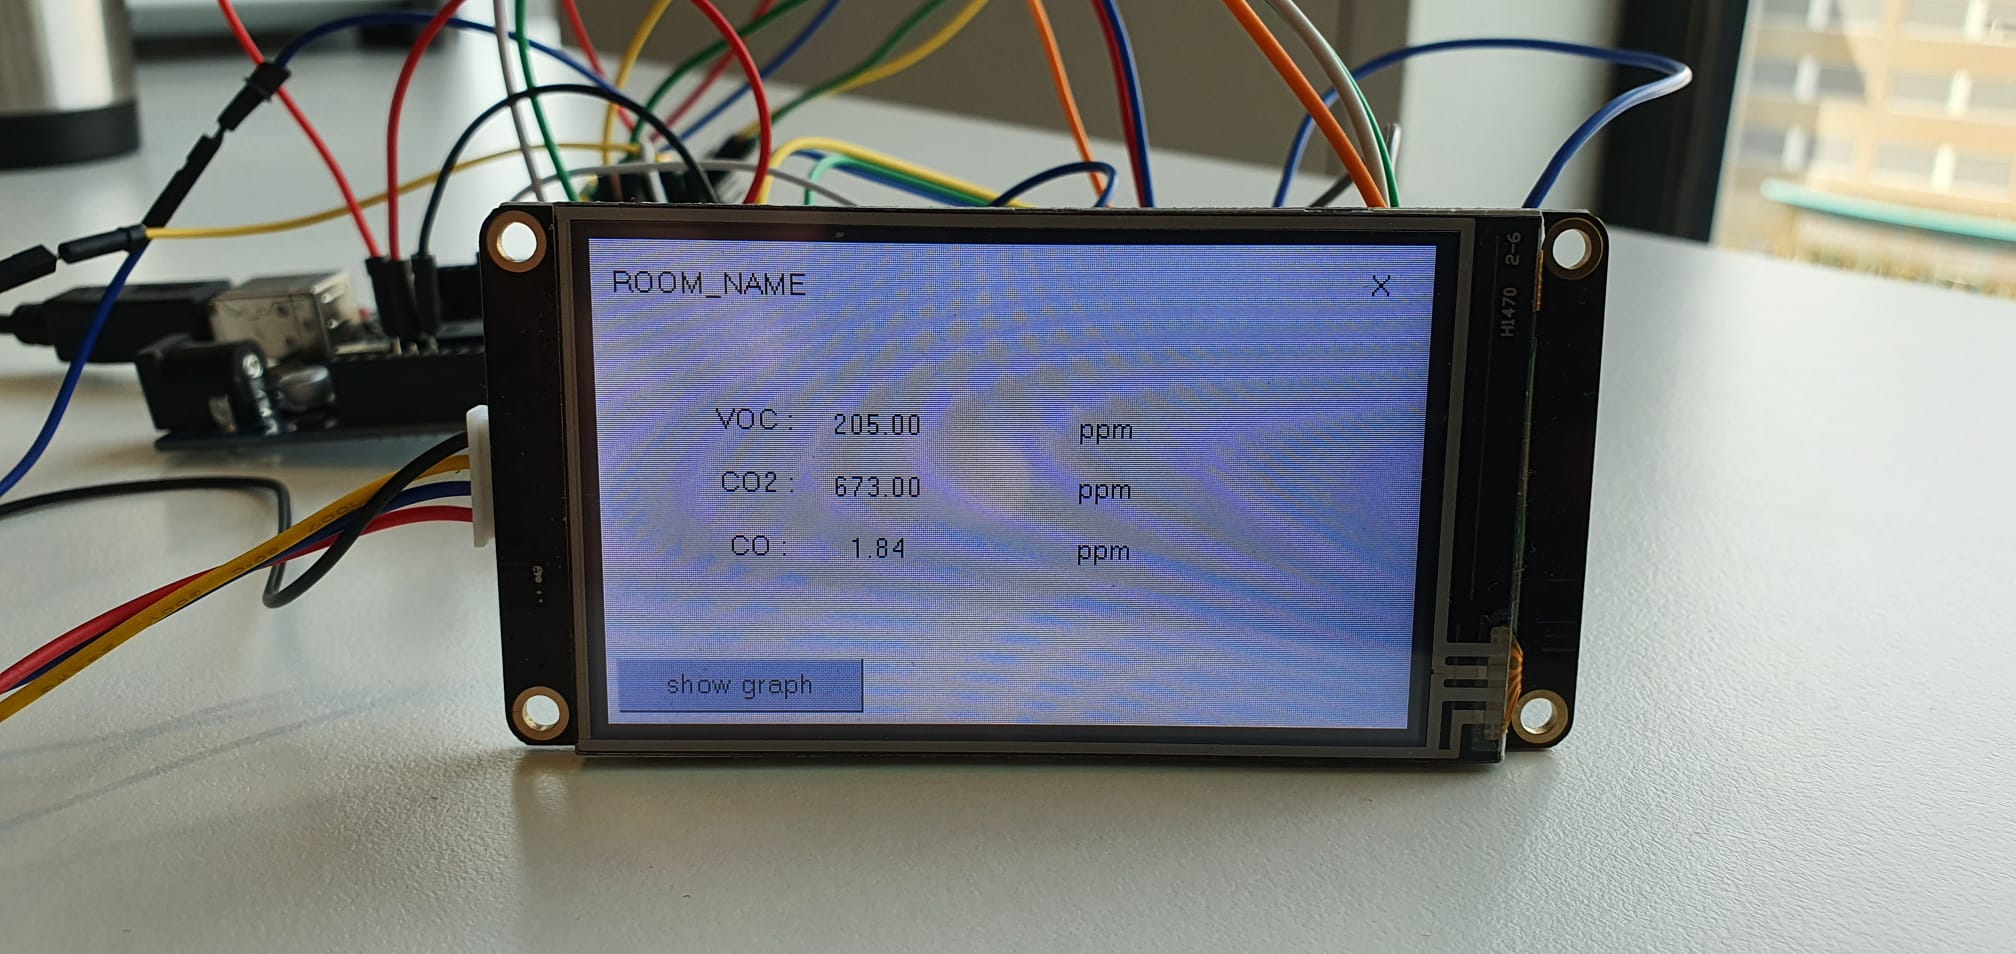 ROOM_NAME X
VOC : 205.00 ppm
CO2 : 673.00 ppm
CO : 1.84 ppm
show graph
H1470 2-6